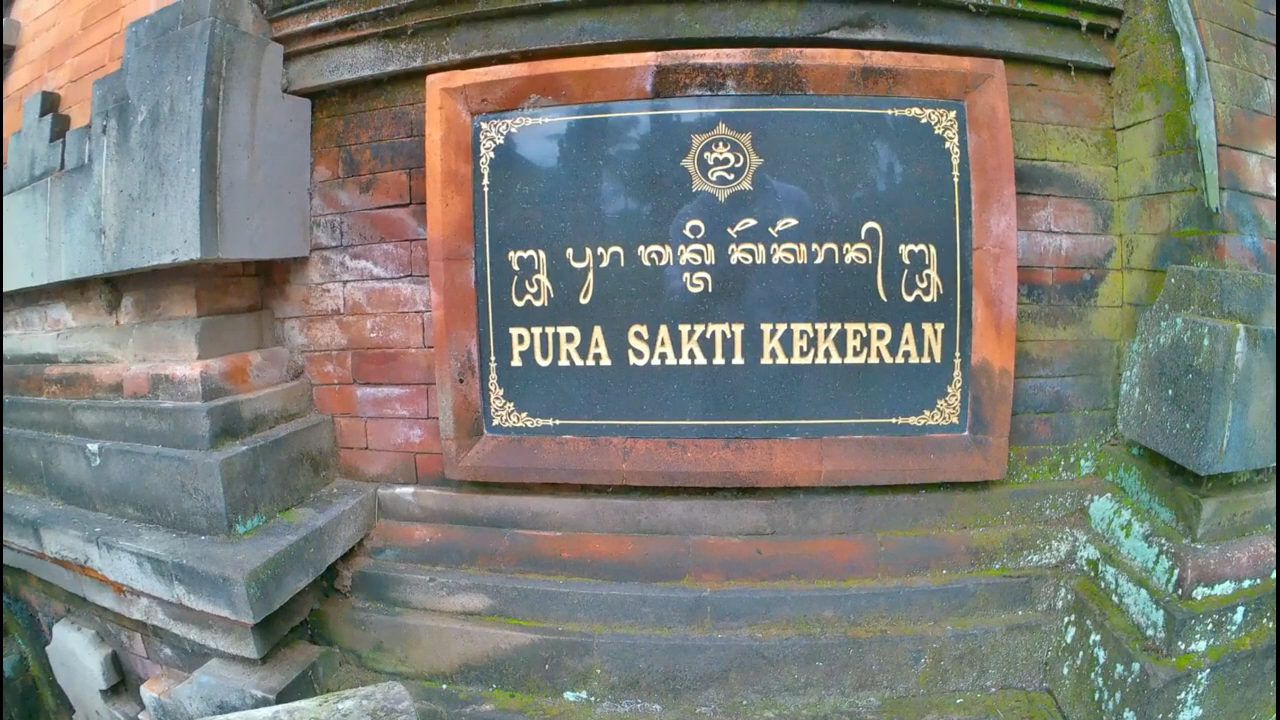 ᬒᬁ
᭚ ᬧᬸᬭ ᬲᬓ᭄ᬢᬶ ᬓᭂᬓᭂᬭᬦ᭄ ᭚
PURA SAKTI KEKERAN